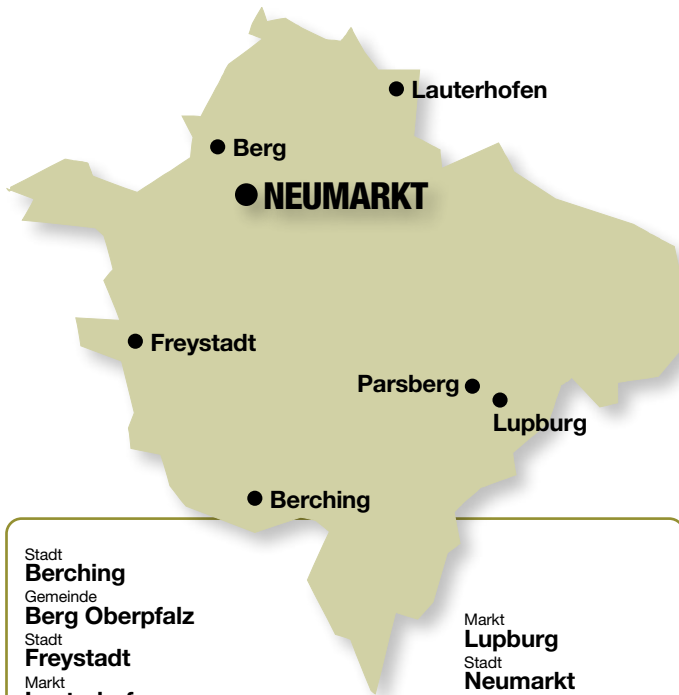 Lauterhofen
Berg
NEUMARKT
Freystadt
Parsberg
Lupburg
Berching
Stadt
Berching
Gemeinde
Berg Oberpfalz
Stadt
Freystadt
Markt
Markt
Lupburg
Stadt
Neumarkt